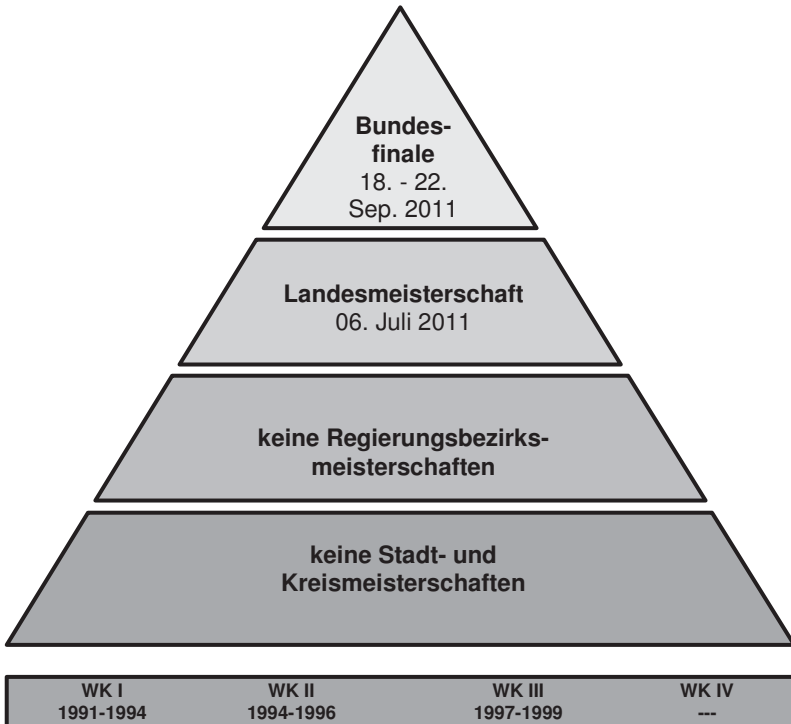 Bundes-
finale
18. - 22.
Sep. 2011
Landesmeisterschaft
06. Juli 2011
keine Regierungsbezirks-
meisterschaften
keine Stadt- und
Kreismeisterschaften
WK I WK II WK III WK IV
1991-1994 1994-1996 1997-1999 ---